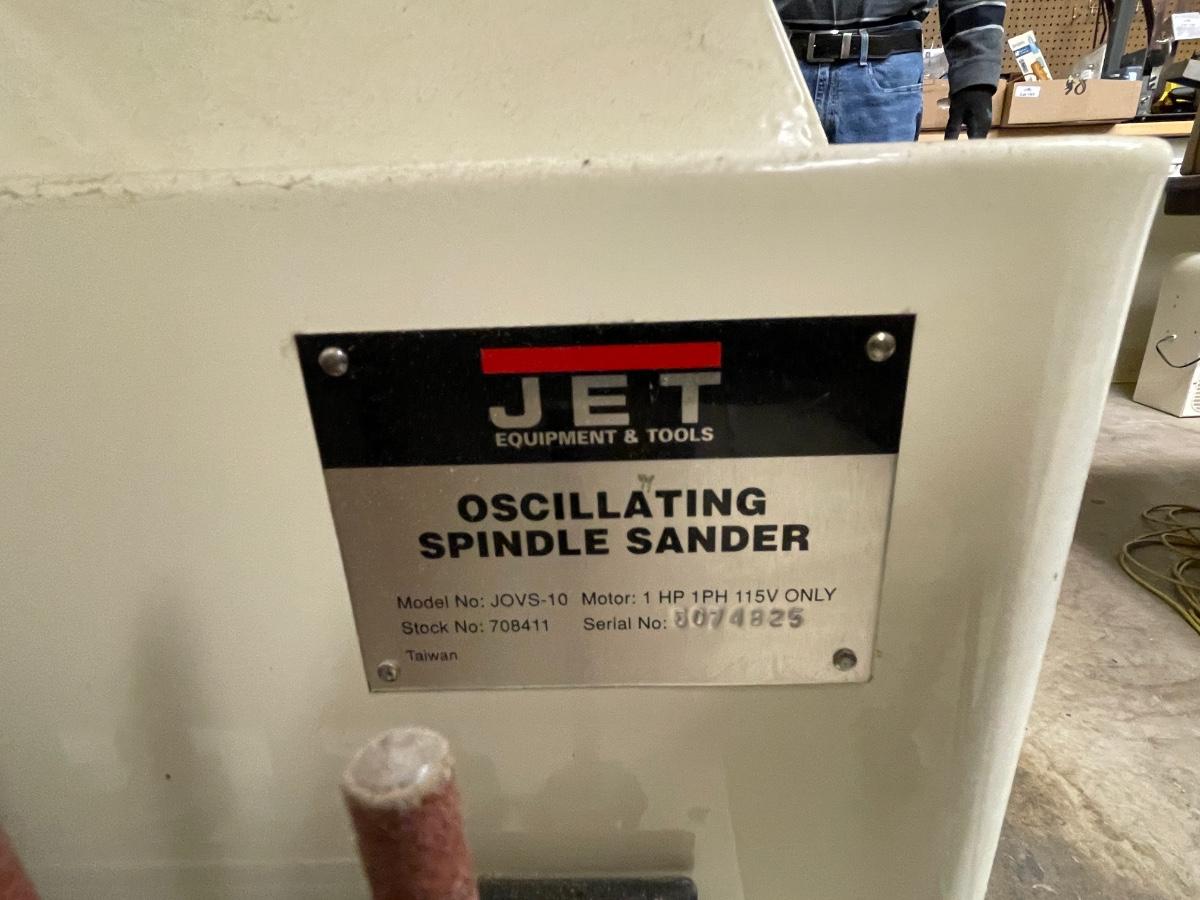 JET
EQUIPMENT & TOOLS
OSCILLATING
SPINDLE SANDER
Model No: JOVS-10 Motor: 1 HP 1PH 115V ONLY
Stock No: 708411 Serial No:
Taiwan